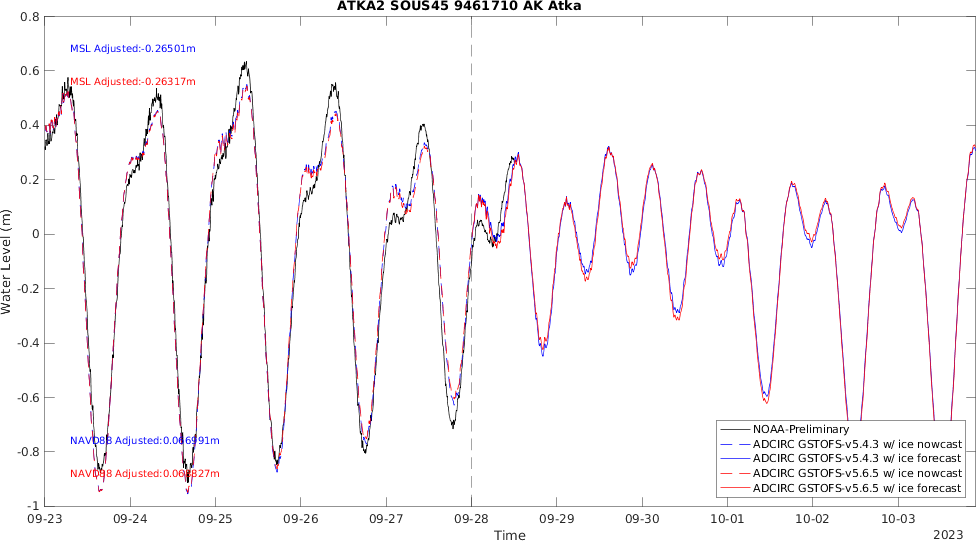 ATKA2 SOUS45 9461710 AK Atka
0.8
0.6
0.4
0.2
0
-0.2
-0.4
-0.6
-0.8
-1
Water Level (m)
MSL Adjusted:-0.26501m
MSL Adjusted:-0.26317m
NAVD88 Adjusted:0.066991m
NAVD88 Adjusted:
NOAA-Preliminary
ADCIRC GSTOFS-v5.4.3 w/ ice nowcast
ADCIRC GSTOFS-v5.4.3 w/ ice forecast
ADCIRC GSTOFS-v5.6.5 w/ ice nowcast
ADCIRC GSTOFS-v5.6.5 w/ ice forecast
09-23
09-24
09-25
09-26
09-27
09-28
09-29
09-30
10-01
10-02
10-03
Time
2023